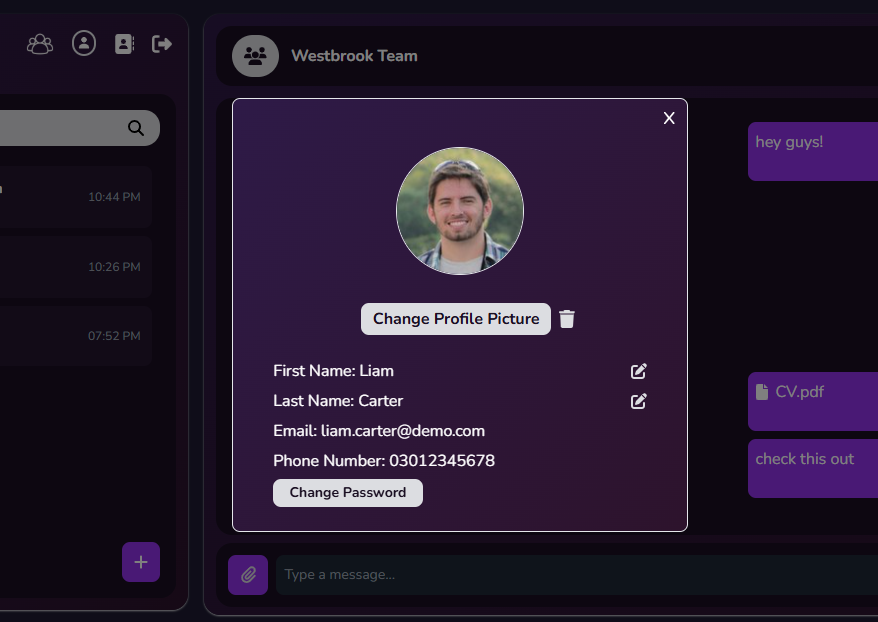 Westbrook Team
X
hey guys!
10:44 PM
10:26 PM
Change Profile Picture
07:52 PM
First Name: Liam
CV.pdf
Last Name: Carter
Email: liam.carter@demo.com
check this out
Phone Number: 03012345678
Change Password
+
Type a message...